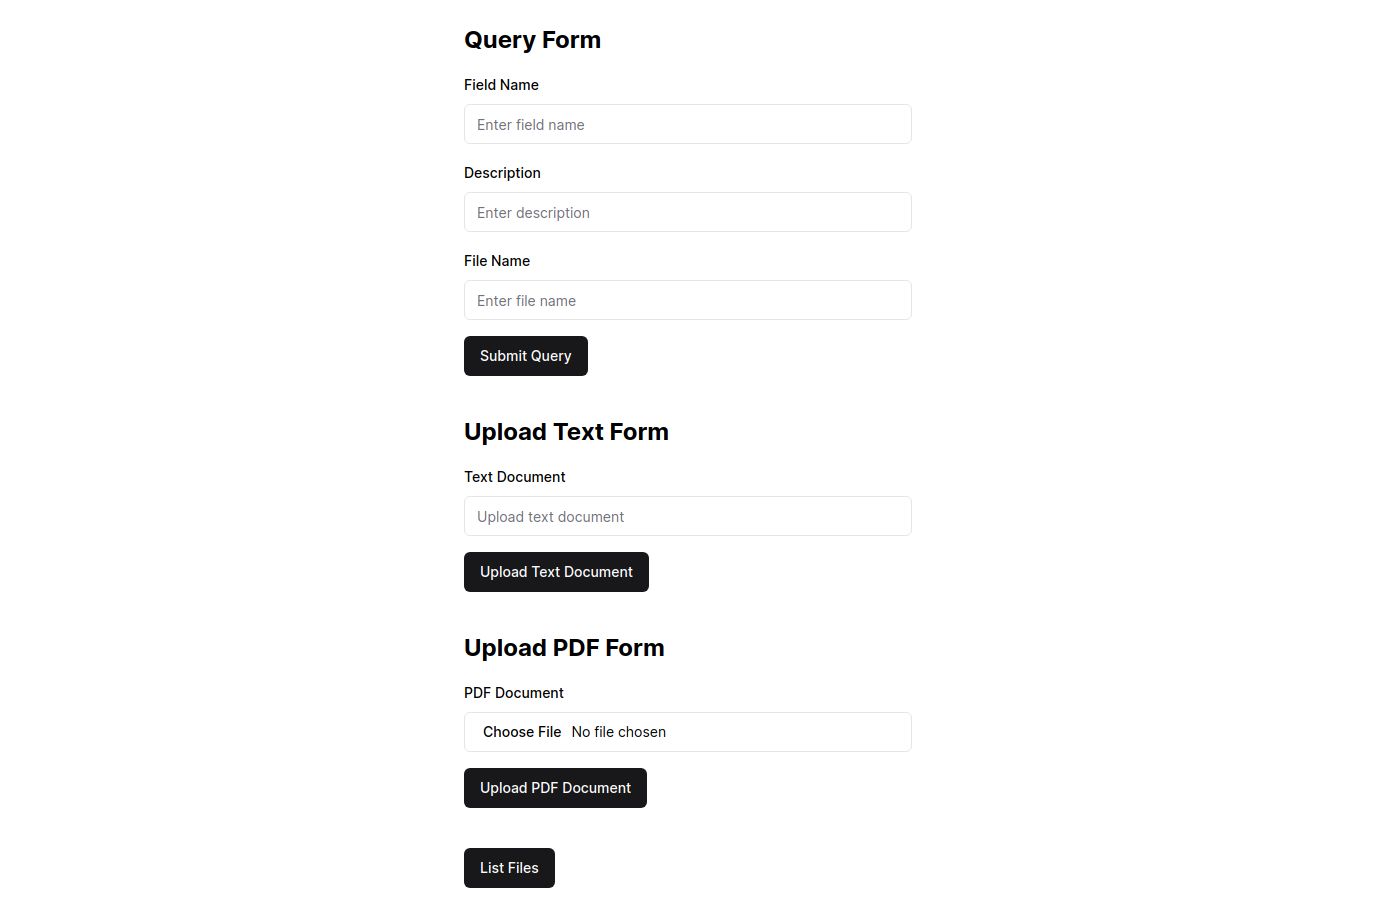 Query Form
Field Name
Enter field name
Description
Enter description
File Name
Enter file name
Submit Query
Upload Text Form
Text Document
Upload text document
Upload Text Document
Upload PDF Form
PDF Document
Choose File No file chosen
Upload PDF Document
List Files